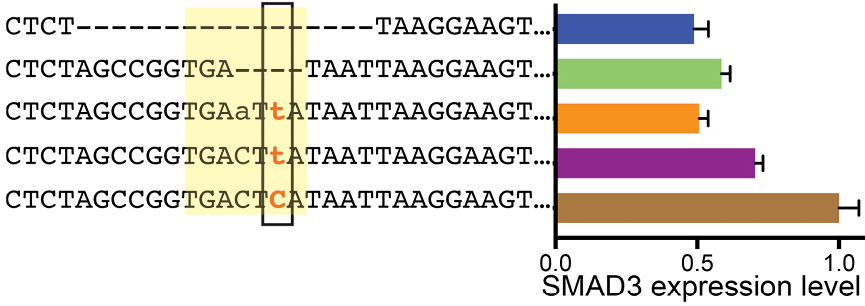 CTCT-----------------TAAGGAAGT...
CTCTAGCCGGTGA----TAATTAAGGAAGT...
CTCTAGCCGGTGAaTtATAATTAAGGAAGT...
CTCTAGCCGGTGACTtATAATTAAGGAAGT...
CTCTAGCCGGTGACTCATAATTAAGGAAGT...
0.0 0.5 1.0
SMAD3 expression level